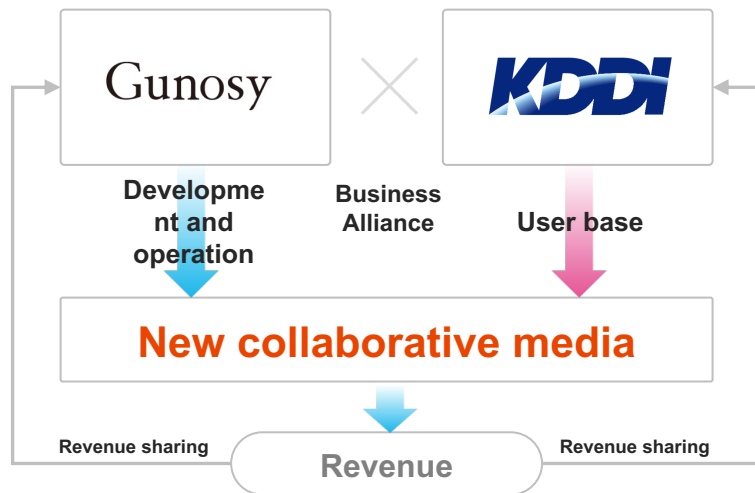 Gunosy
KDDI
Developme
nt and
operation
Business
Alliance
User base
New collaborative media
Revenue sharing
Revenue
Revenue sharing